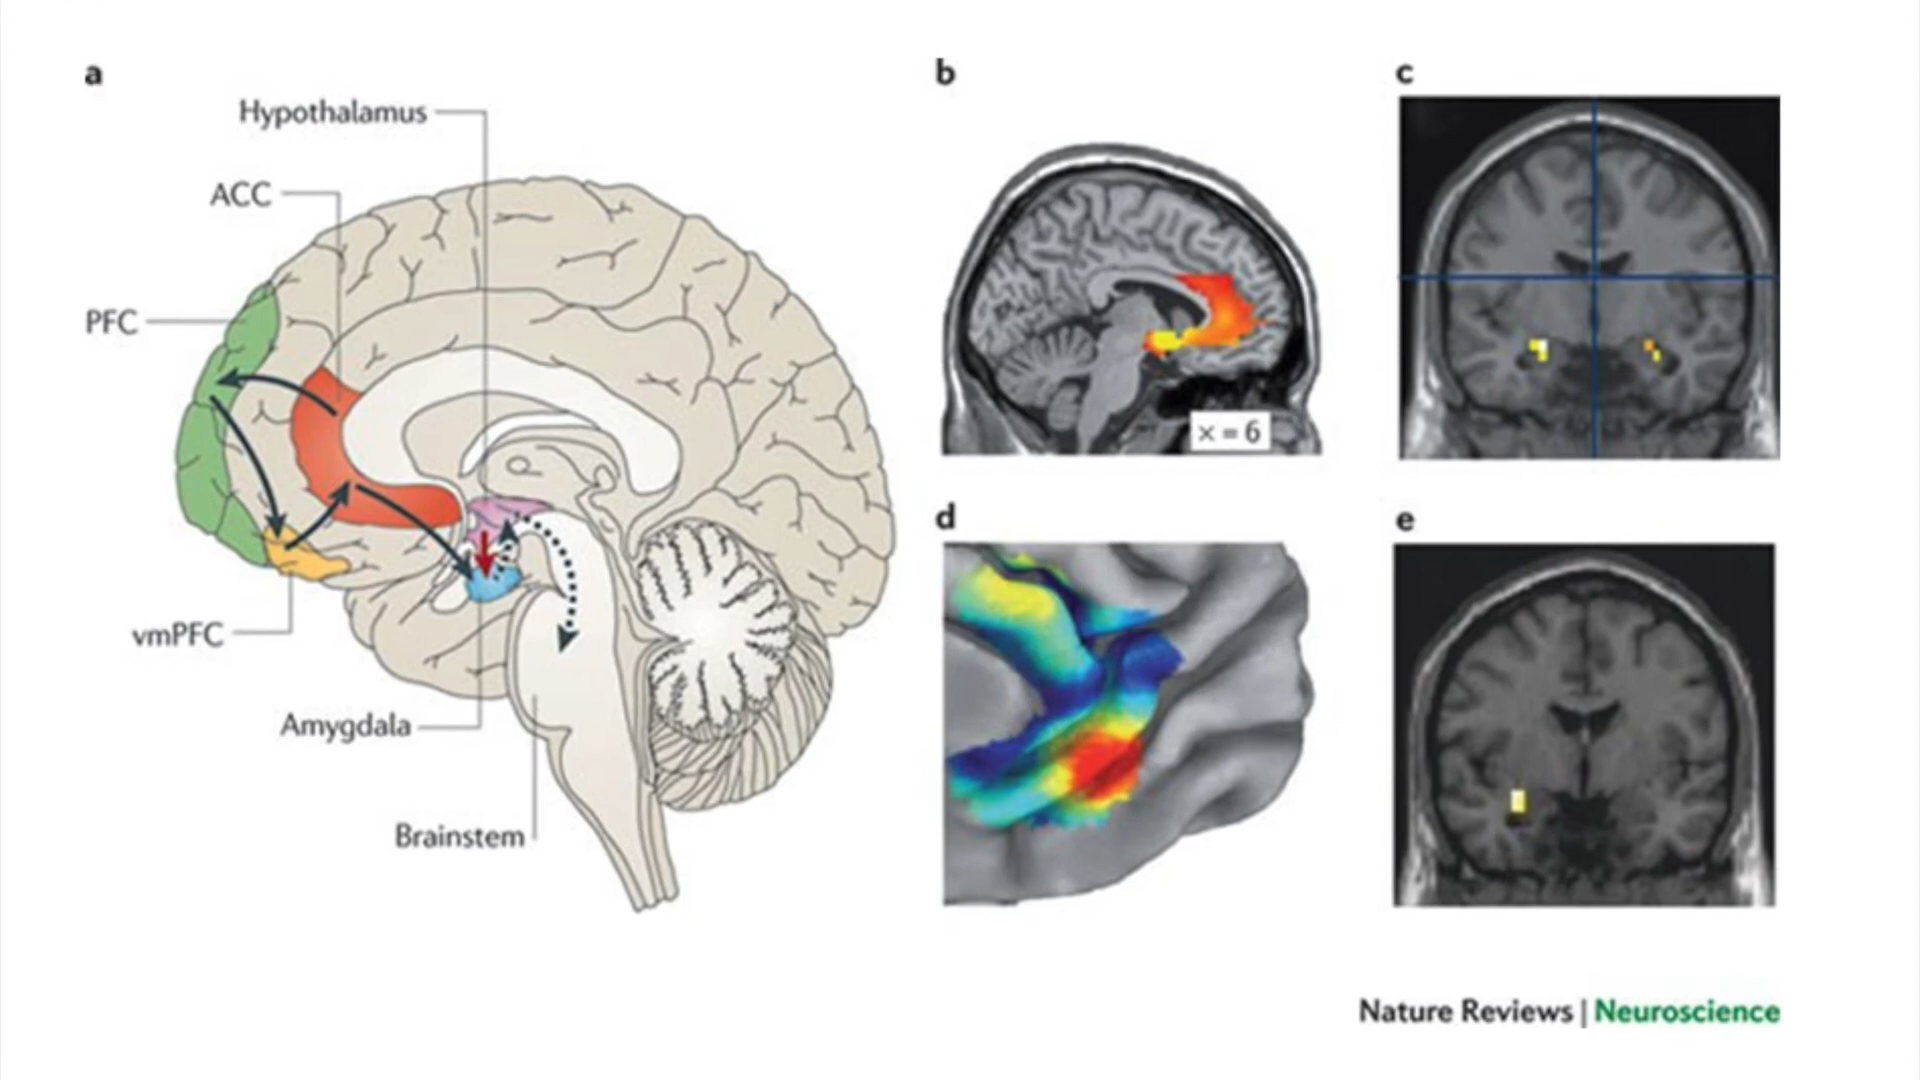 a
Hypothalamus
ACC
PFC
vmPFC
Amygdala
Brainstem
b
x = 6
c
d
e
Nature Reviews | Neuroscience